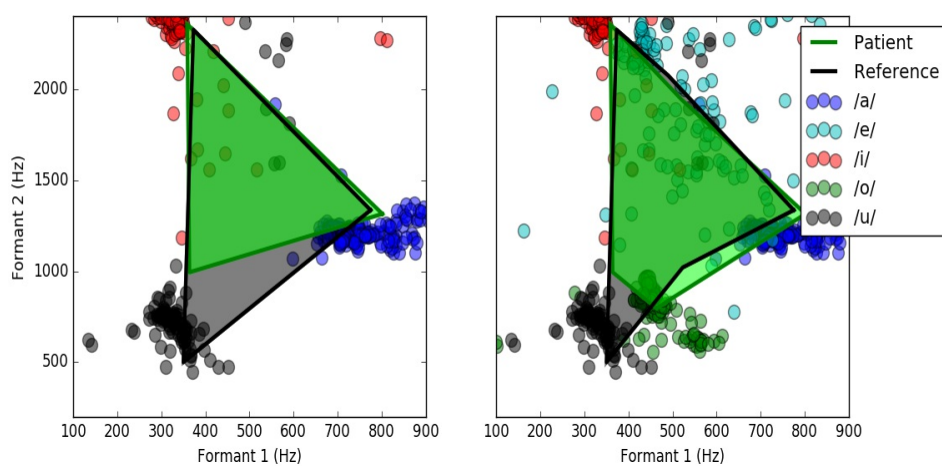 Patient
Reference
/a/
/e/
/i/
/o/
/u/
Formant 2 (Hz)
2000
1500
1000
500
100 200 300 400 500 600 700 800 900
Formant 1 (Hz)
100 200 300 400 500 600 700 800 900
Formant 1 (Hz)